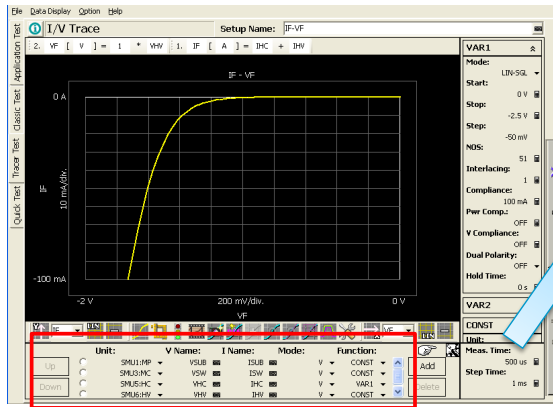 File Data Display Option Help
I/V Trace
Setup Name: IF-VF
2. VF [ V ] = 1 * VHV
1. IF [ A ] = IHC + IHV
Application Test
Classic Test
Tracer Test
Quick Test
IF - VF
0 A
IF
10 mA/div.
-100 mA
-2 V
200 mV/div.
0 V
VF
VAR1
Mode:
LIN-SGL
Start:
0 V
Stop:
-2.5 V
Step:
-50 mV
NOS:
51
Interlacing:
1
Compliance:
100 mA
Pwr Comp.:
OFF
V Compliance:
OFF
Dual Polarity:
OFF
Hold Time:
0 s
VAR2
CONST
Unit:
Meas. Time:
500 us
Step Time:
1 ms
Y
IF
LIN
X
VF
LIN
Unit: V Name: I Name: Mode: Function:
SMU1:MP VSUB ISUB V CONST
SMU3:MC VSW ISW V CONST
SMU5:HC VHC IHC V VAR1
SMU6:HV VHV IHV V CONST
Up
Down
Add
Delete